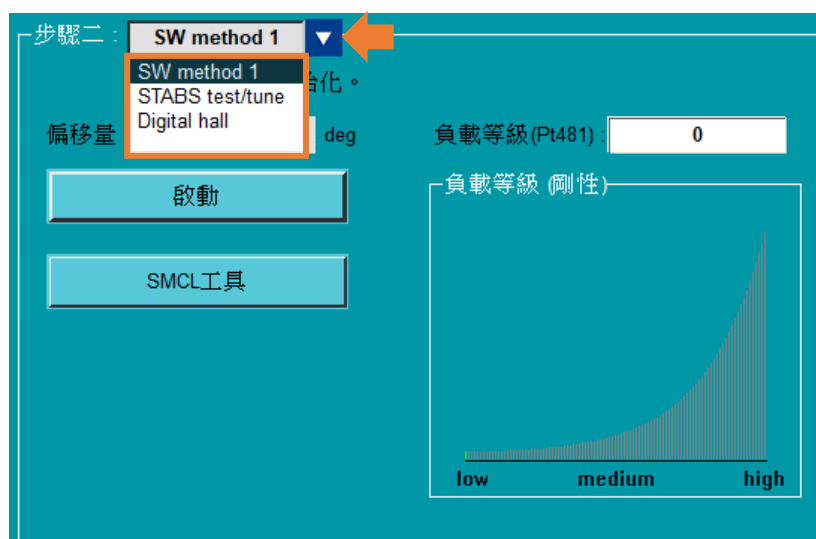 步驟二： SW method 1
SW method 1
STABS test/tune
Digital hall
始化。
偏移量 deg
負載等級(Pt481)： 0
啟動
負載等級 (剛性)
SMCL工具
low medium high